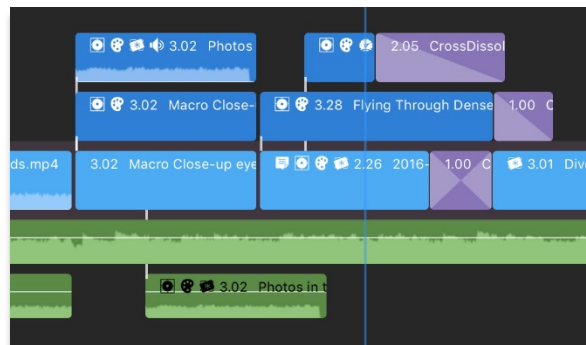 3.02 Photos
2.05 CrossDissol
3.02 Macro Close-
3.28 Flying Through Dense
1.00 C
ds.mp4
3.02 Macro Close-up eye
2.26 2016-
1.00 C
3.01 Dive
3.02 Photos in t